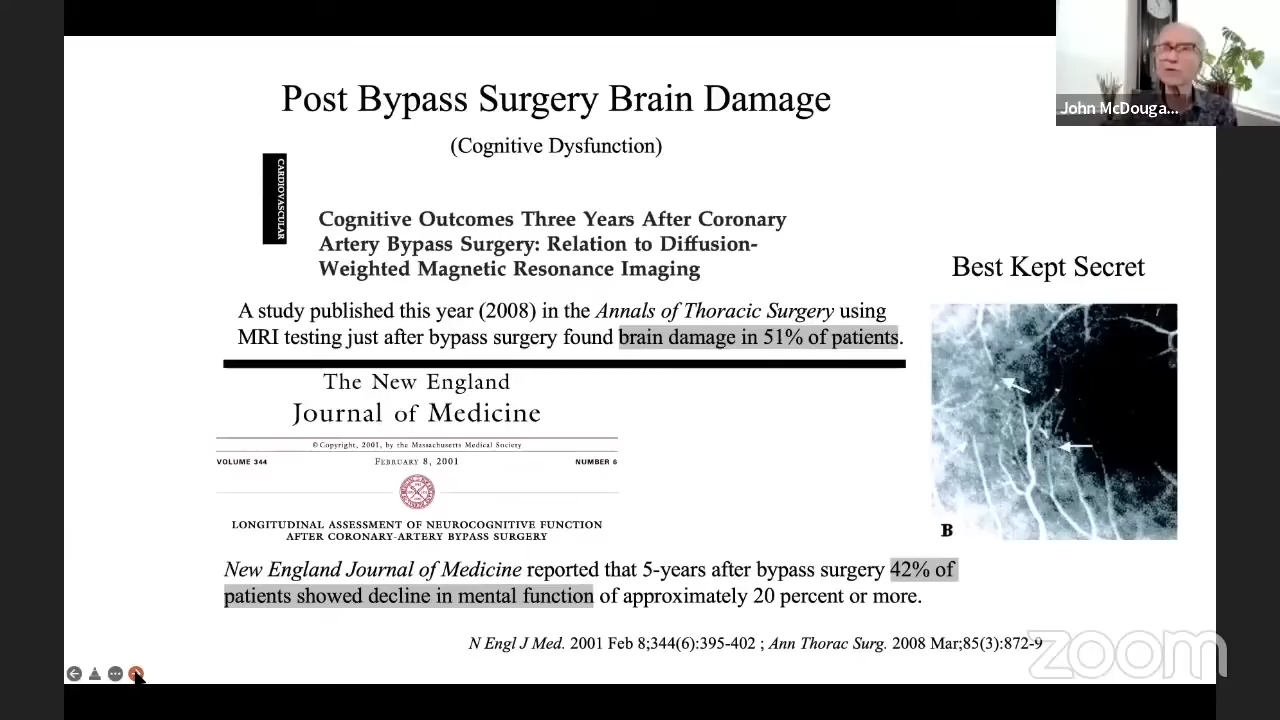 Post Bypass Surgery Brain Damage
(Cognitive Dysfunction)
CARDIOVASCULAR
Cognitive Outcomes Three Years After Coronary
Artery Bypass Surgery: Relation to Diffusion-
Weighted Magnetic Resonance Imaging
A study published this year (2008) in the Annals of Thoracic Surgery using
MRI testing just after bypass surgery found brain damage in 51% of patients.
The New England
Journal of Medicine
© Copyright, 2001, by the Massachusetts Medical Society
VOLUME 344 FEBRUARY 8, 2001 NUMBER 6
LONGITUDINAL ASSESSMENT OF NEUROCOGNITIVE FUNCTION
AFTER CORONARY-ARTERY BYPASS SURGERY
New England Journal of Medicine reported that 5-years after bypass surgery 42% of
patients showed decline in mental function of approximately 20 percent or more.
N Engl J Med. 2001 Feb 8;344(6):395-402 ; Ann Thorac Surg. 2008 Mar;85(3):872-9
Best Kept Secret
B
John McDouga...
zoom